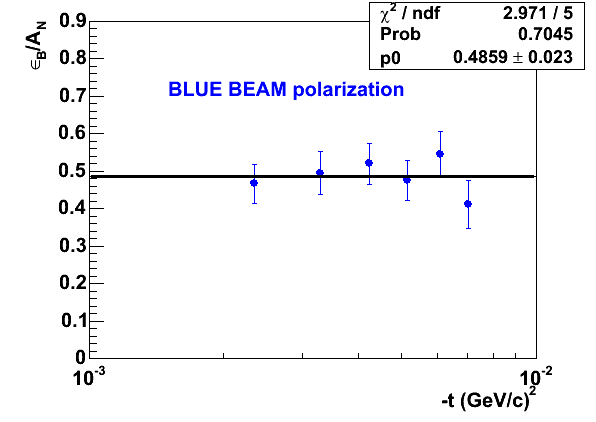 χ² / ndf 2.971 / 5
Prob 0.7045
p0 0.4859 ± 0.023
BLUE BEAM polarization
ϵB/AN
0.9
0.8
0.7
0.6
0.5
0.4
0.3
0.2
0.1
0
10⁻³ 10⁻²
-t (GeV/c)²